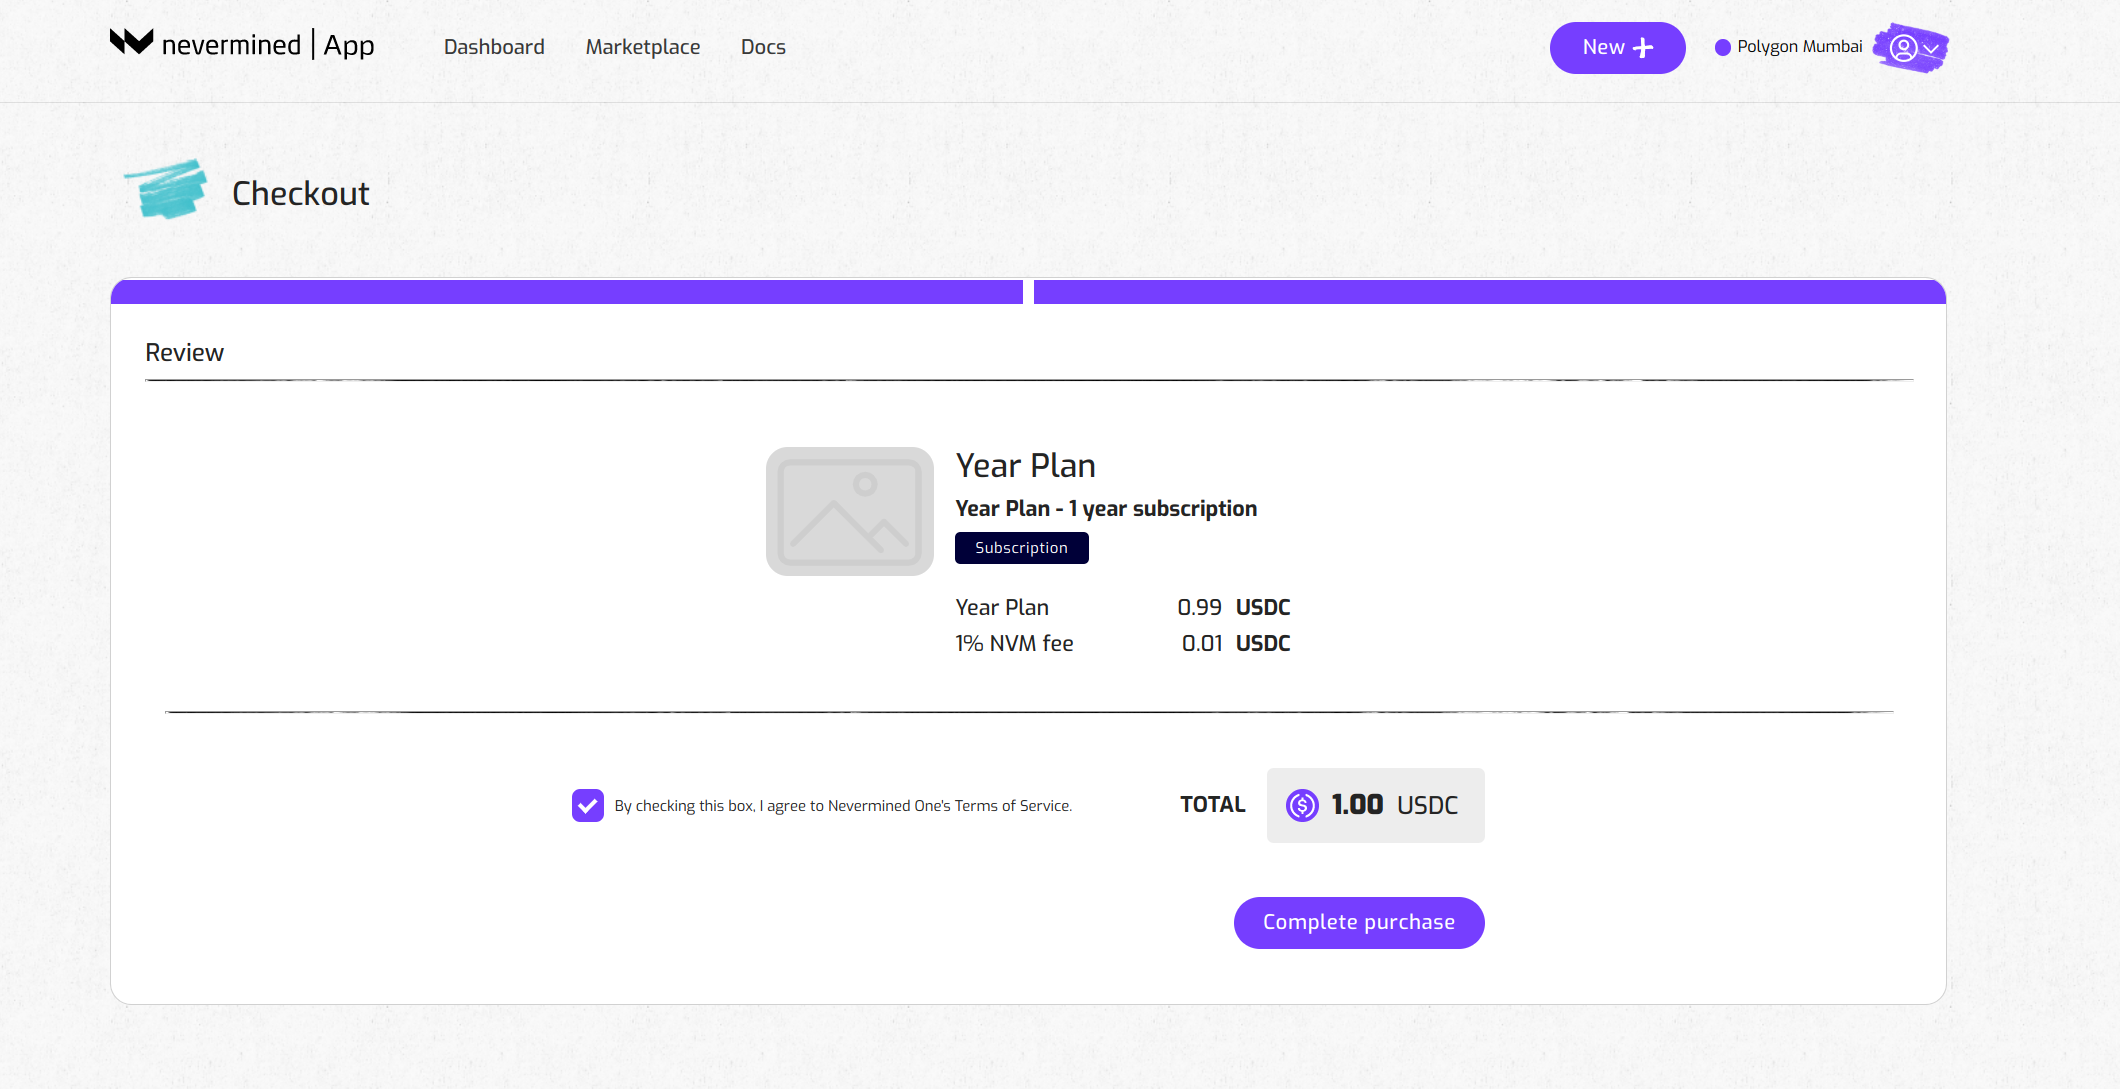 nevermined | App
Dashboard
Marketplace
Docs
New +
Polygon Mumbai
Checkout
Review
Year Plan
Year Plan - 1 year subscription
Subscription
Year Plan 0.99 USDC
1% NVM fee 0.01 USDC
By checking this box, I agree to Nevermined One's Terms of Service.
TOTAL 1.00 USDC
Complete purchase